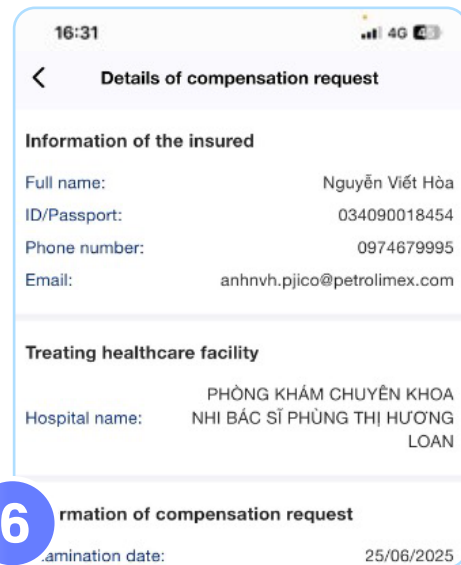 16:31 4G
Details of compensation request
Information of the insured
Full name: Nguyễn Viết Hòa
ID/Passport: 034090018454
Phone number: 0974679995
Email: anhnvh.pjico@petrolimex.com
Treating healthcare facility
PHÒNG KHÁM CHUYÊN KHOA
Hospital name: NHI BÁC SĨ PHÙNG THỊ HƯƠNG
LOAN
6 rmation of compensation request
amination date: 25/06/2025